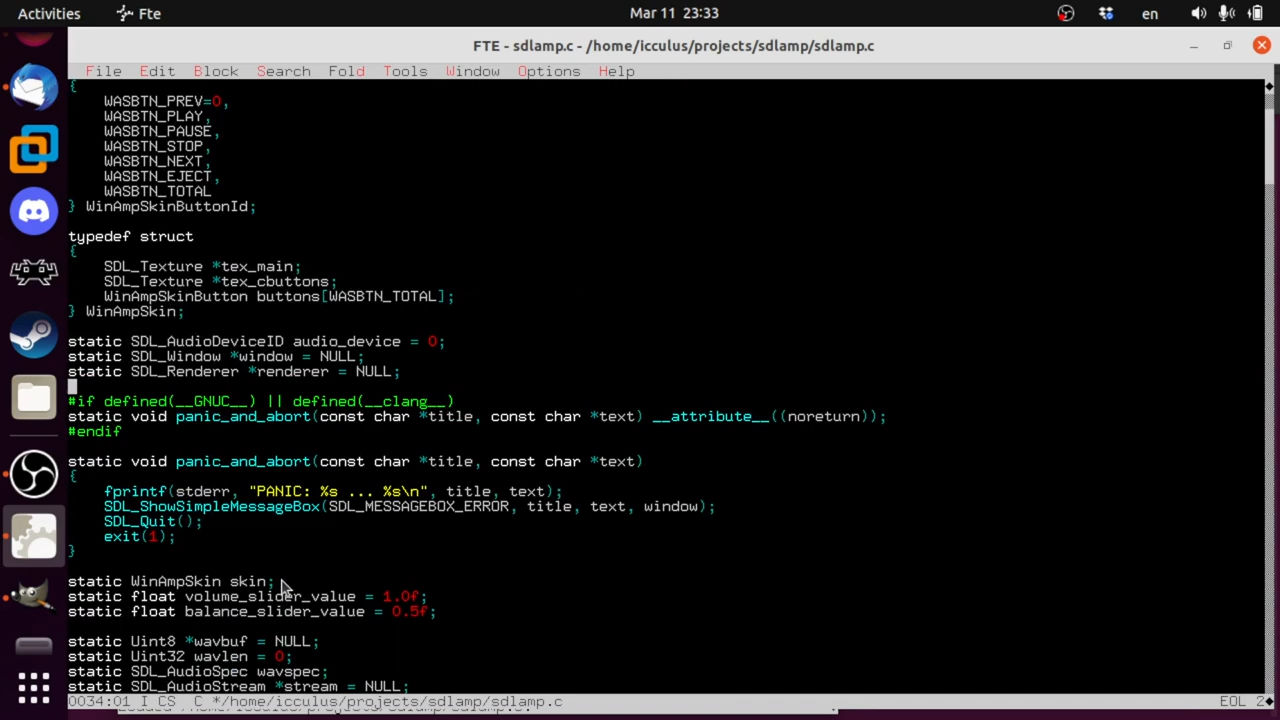 Activities
Fte
Mar 11 23:33
en
FTE - sdlamp.c - /home/icculus/projects/sdlamp/sdlamp.c
File Edit Block Search Fold Tools Window Options Help
{
WASBTN_PREV=0,
WASBTN_PLAY,
WASBTN_PAUSE,
WASBTN_STOP,
WASBTN_NEXT,
WASBTN_EJECT,
WASBTN_TOTAL
} WinAmpSkinButtonId;
typedef struct
{
SDL_Texture *tex_main;
SDL_Texture *tex_cbuttons;
WinAmpSkinButton buttons[WASBTN_TOTAL];
} WinAmpSkin;
static SDL_AudioDeviceID audio_device = 0;
static SDL_Window *window = NULL;
static SDL_Renderer *renderer = NULL;
#if defined(__GNUC__) || defined(__clang__)
static void panic_and_abort(const char *title, const char *text) __attribute__((noreturn));
#endif
static void panic_and_abort(const char *title, const char *text)
{
fprintf(stderr, "PANIC: %s ... %s\n", title, text);
SDL_ShowSimpleMessageBox(SDL_MESSAGEBOX_ERROR, title, text, window);
SDL_Quit();
exit(1);
}
static WinAmpSkin skin;
static float volume_slider_value = 1.0f;
static float balance_slider_value = 0.5f;
static Uint8 *wavbuf = NULL;
static Uint32 wavlen = 0;
static SDL_AudioSpec wavspec;
static SDL_AudioStream *stream = NULL;
0034:01 I CS C */home/icculus/projects/sdlamp/sdlamp.c
EOL 2